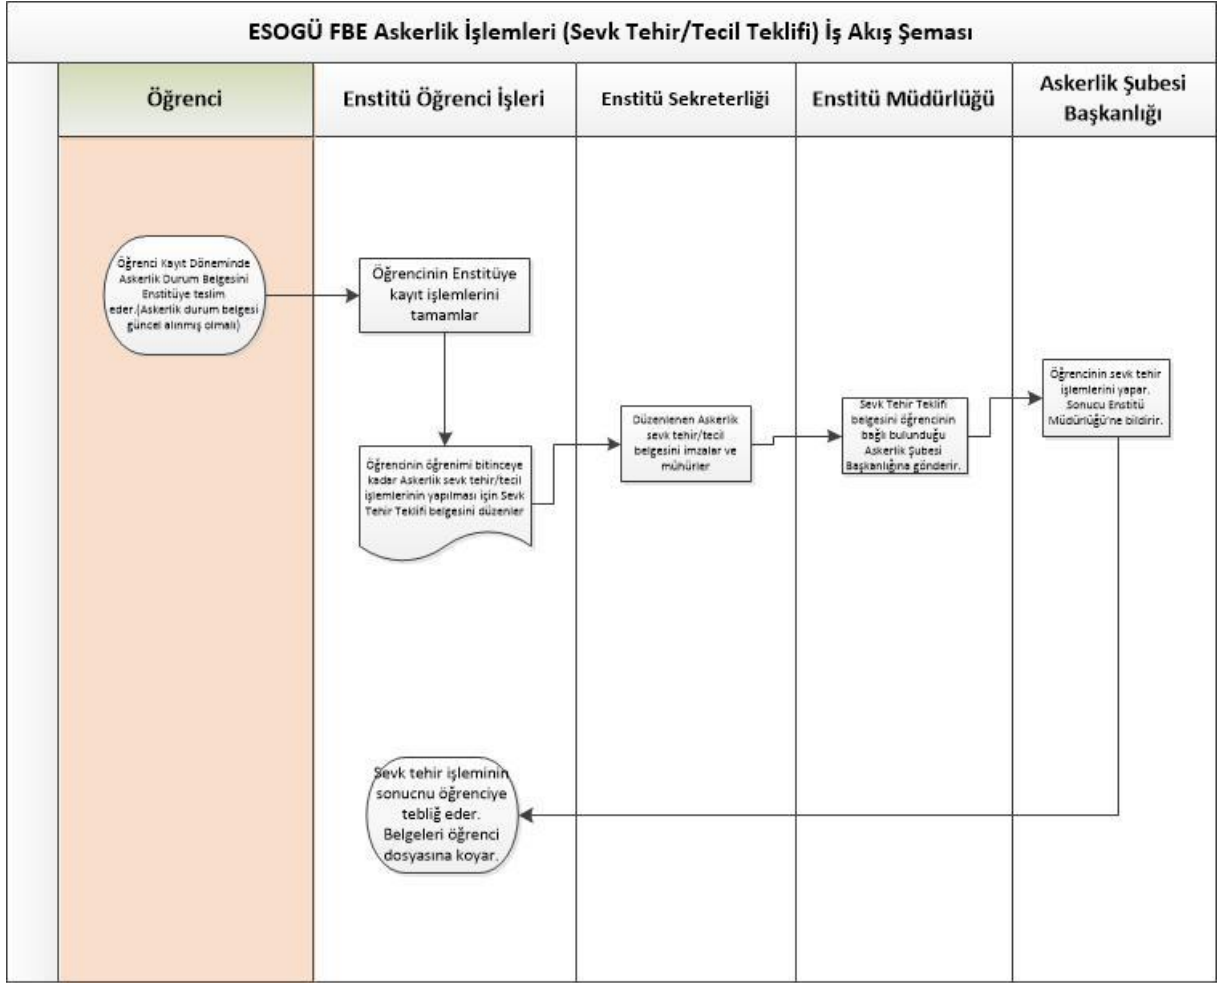 ESOGÜ FBE Askerlik İşlemleri (Sevk Tehir/Tecil Teklifi) İş Akış Şeması
Öğrenci
Enstitü Öğrenci İşleri
Enstitü Sekreterliği
Enstitü Müdürlüğü
Askerlik Şubesi
Başkanlığı
Öğrenci Kayıt Döneminde
Askerlik Durum Belgesini
Enstitüye teslim
eder.(Askerlik durum belgesi
güncel alınmış olmalı)
Öğrencinin Enstitüye
kayıt işlemlerini
tamamlar
Öğrencinin öğrenimi bitinceye
kadar Askerlik sevk tehir/tecil
işlemlerinin yapılması için Sevk
Tehir Teklifi belgesini düzenler
Düzenlenen Askerlik
sevk tehir/tecil
belgesini imzalar ve
mühürler
Sevk Tehir Teklifi
belgesini öğrencinin
bağlı bulunduğu
Askerlik Şubesi
Başkanlığına gönderir.
Öğrencinin sevk tehir
işlemlerini yapar.
Sonucu Enstitü
Müdürlüğü'ne bildirir.
Sevk tehir işleminin
sonucnu öğrenciye
tebliğ eder.
Belgeleri öğrenci
dosyasına koyar.